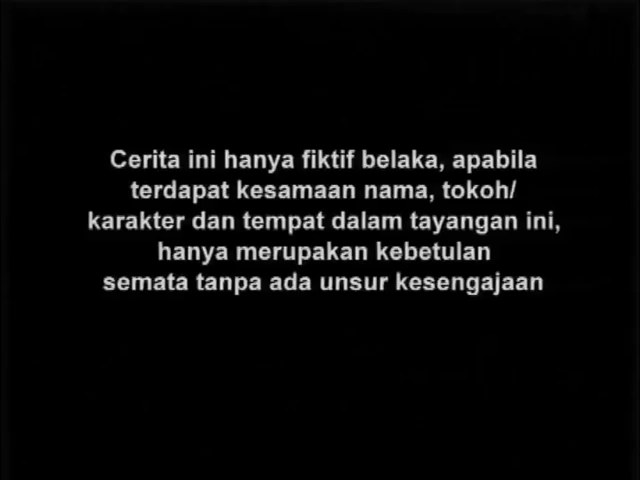 Cerita ini hanya fiktif belaka, apabila
terdapat kesamaan nama, tokoh/
karakter dan tempat dalam tayangan ini,
hanya merupakan kebetulan
semata tanpa ada unsur kesengajaan